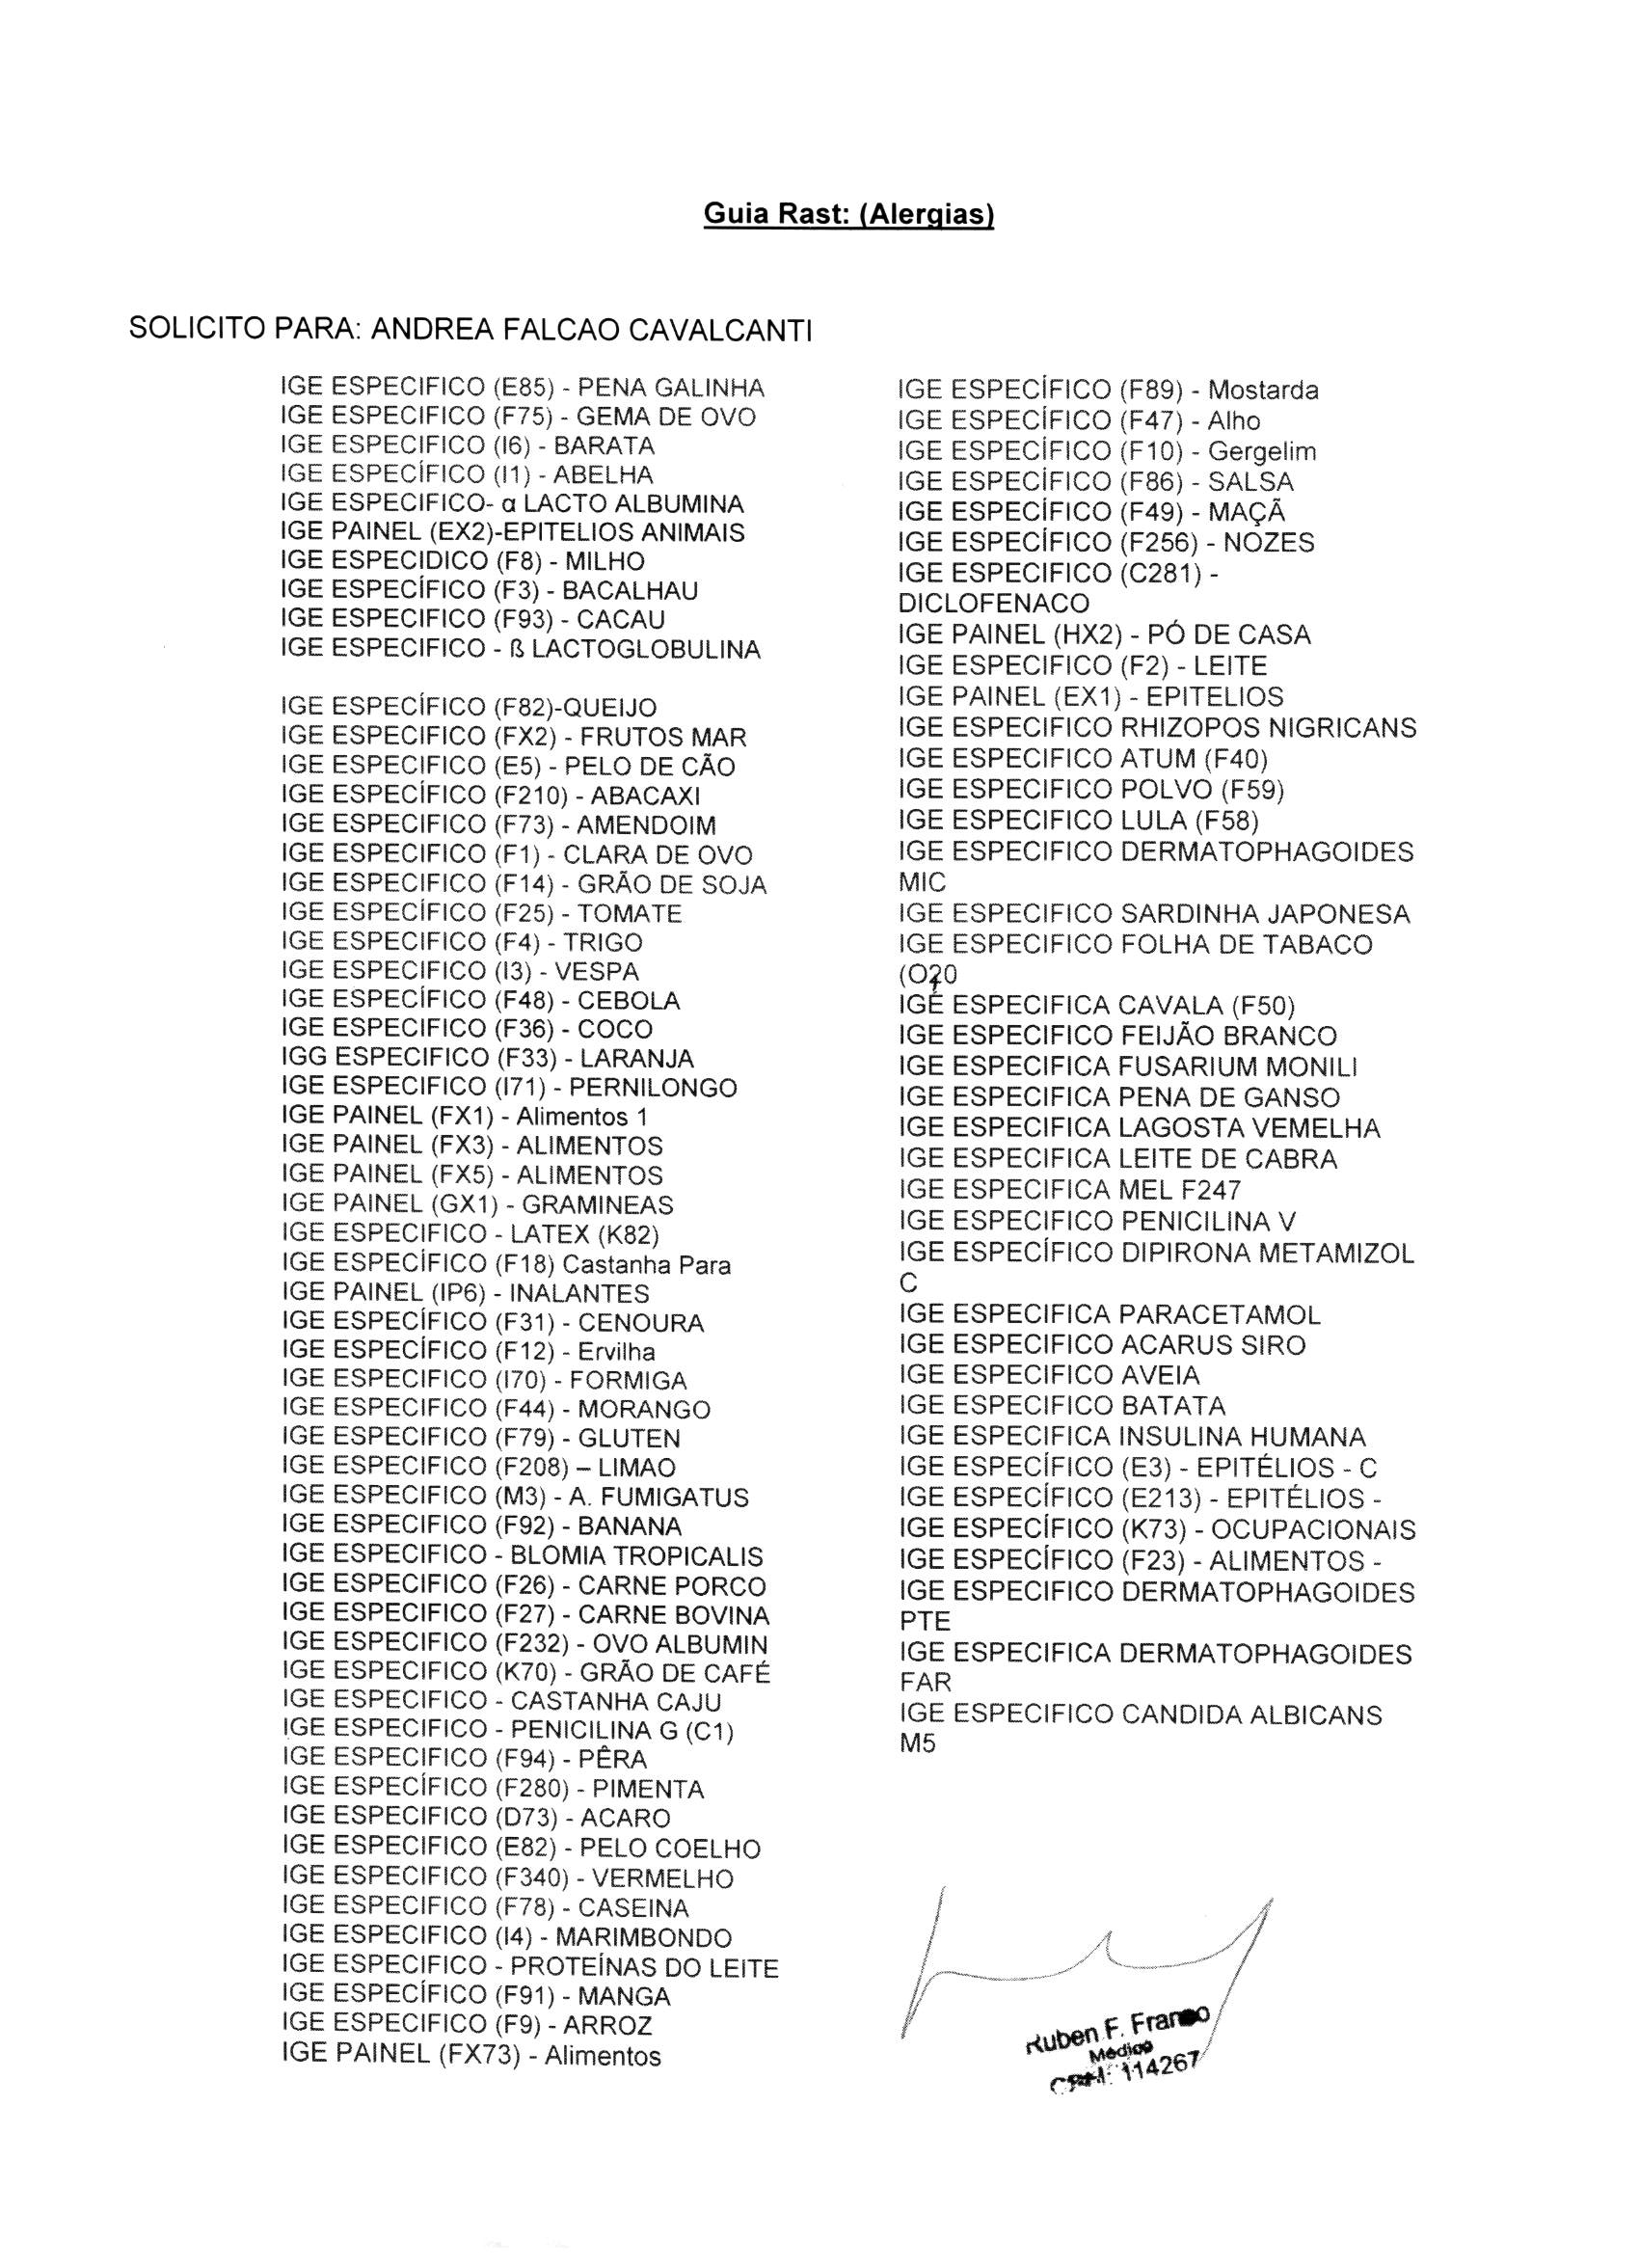 Guia Rast: (Alergias)
SOLICITO PARA: ANDREA FALCAO CAVALCANTI
IGE ESPECIFICO (E85) - PENA GALINHA
IGE ESPECIFICO (F75) - GEMA DE OVO
IGE ESPECIFICO (I6) - BARATA
IGE ESPECÍFICO (I1) - ABELHA
IGE ESPECIFICO- α LACTO ALBUMINA
IGE PAINEL (EX2)-EPITELIOS ANIMAIS
IGE ESPECIDICO (F8) - MILHO
IGE ESPECÍFICO (F3) - BACALHAU
IGE ESPECIFICO (F93) - CACAU
IGE ESPECIFICO - ß LACTOGLOBULINA
IGE ESPECÍFICO (F82)-QUEIJO
IGE ESPECIFICO (FX2) - FRUTOS MAR
IGE ESPECIFICO (E5) - PELO DE CÃO
IGE ESPECÍFICO (F210) - ABACAXI
IGE ESPECIFICO (F73) - AMENDOIM
IGE ESPECIFICO (F1) - CLARA DE OVO
IGE ESPECIFICO (F14) - GRÃO DE SOJA
IGE ESPECÍFICO (F25) - TOMATE
IGE ESPECIFICO (F4) - TRIGO
IGE ESPECIFICO (I3) - VESPA
IGE ESPECÍFICO (F48) - CEBOLA
IGE ESPECIFICO (F36) - COCO
IGG ESPECIFICO (F33) - LARANJA
IGE ESPECIFICO (I71) - PERNILONGO
IGE PAINEL (FX1) - Alimentos 1
IGE PAINEL (FX3) - ALIMENTOS
IGE PAINEL (FX5) - ALIMENTOS
IGE PAINEL (GX1) - GRAMINEAS
IGE ESPECIFICO - LATEX (K82)
IGE ESPECÍFICO (F18) Castanha Para
IGE PAINEL (IP6) - INALANTES
IGE ESPECÍFICO (F31) - CENOURA
IGE ESPECÍFICO (F12) - Ervilha
IGE ESPECIFICO (I70) - FORMIGA
IGE ESPECIFICO (F44) - MORANGO
IGE ESPECIFICO (F79) - GLUTEN
IGE ESPECIFICO (F208) – LIMAO
IGE ESPECIFICO (M3) - A. FUMIGATUS
IGE ESPECIFICO (F92) - BANANA
IGE ESPECIFICO - BLOMIA TROPICALIS
IGE ESPECIFICO (F26) - CARNE PORCO
IGE ESPECIFICO (F27) - CARNE BOVINA
IGE ESPECIFICO (F232) - OVO ALBUMIN
IGE ESPECIFICO (K70) - GRÃO DE CAFÉ
IGE ESPECIFICO - CASTANHA CAJU
IGE ESPECIFICO - PENICILINA G (C1)
IGE ESPECIFICO (F94) - PÊRA
IGE ESPECÍFICO (F280) - PIMENTA
IGE ESPECIFICO (D73) - ACARO
IGE ESPECIFICO (E82) - PELO COELHO
IGE ESPECIFICO (F340) - VERMELHO
IGE ESPECIFICO (F78) - CASEINA
IGE ESPECIFICO (I4) - MARIMBONDO
IGE ESPECIFICO - PROTEÍNAS DO LEITE
IGE ESPECÍFICO (F91) - MANGA
IGE ESPECIFICO (F9) - ARROZ
IGE PAINEL (FX73) - Alimentos
IGE ESPECÍFICO (F89) - Mostarda
IGE ESPECÍFICO (F47) - Alho
IGE ESPECÍFICO (F10) - Gergelim
IGE ESPECÍFICO (F86) - SALSA
IGE ESPECÍFICO (F49) - MAÇÃ
IGE ESPECÍFICO (F256) - NOZES
IGE ESPECIFICO (C281) -
DICLOFENACO
IGE PAINEL (HX2) - PÓ DE CASA
IGE ESPECIFICO (F2) - LEITE
IGE PAINEL (EX1) - EPITELIOS
IGE ESPECIFICO RHIZOPOS NIGRICANS
IGE ESPECIFICO ATUM (F40)
IGE ESPECIFICO POLVO (F59)
IGE ESPECIFICO LULA (F58)
IGE ESPECIFICO DERMATOPHAGOIDES
MIC
IGE ESPECIFICO SARDINHA JAPONESA
IGE ESPECIFICO FOLHA DE TABACO
IGE ESPECIFICA CAVALA (F50)
IGE ESPECIFICO FEIJÃO BRANCO
IGE ESPECIFICA FUSARIUM MONILI
IGE ESPECIFICA PENA DE GANSO
IGE ESPECIFICA LAGOSTA VEMELHA
IGE ESPECIFICA LEITE DE CABRA
IGE ESPECIFICA MEL F247
IGE ESPECIFICO PENICILINA V
IGE ESPECÍFICO DIPIRONA METAMIZOL
C
IGE ESPECIFICA PARACETAMOL
IGE ESPECIFICO ACARUS SIRO
IGE ESPECIFICO AVEIA
IGE ESPECIFICO BATATA
IGE ESPECIFICA INSULINA HUMANA
IGE ESPECÍFICO (E3) - EPITÉLIOS - C
IGE ESPECÍFICO (E213) - EPITÉLIOS -
IGE ESPECÍFICO (K73) - OCUPACIONAIS
IGE ESPECÍFICO (F23) - ALIMENTOS -
IGE ESPECIFICO DERMATOPHAGOIDES
PTE
IGE ESPECIFICA DERMATOPHAGOIDES
FAR
IGE ESPECIFICO CANDIDA ALBICANS
M5
Ruben F. Franco
Médico
CRM: 114267